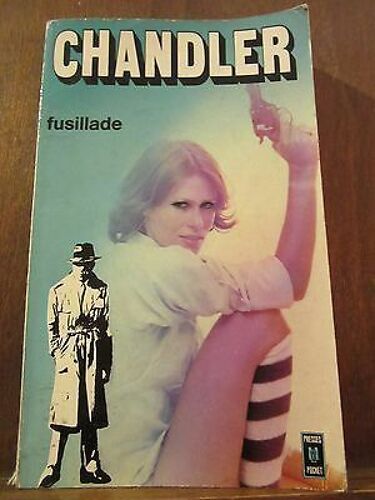 CHANDLER
fusillade
PRESSES
POCKET